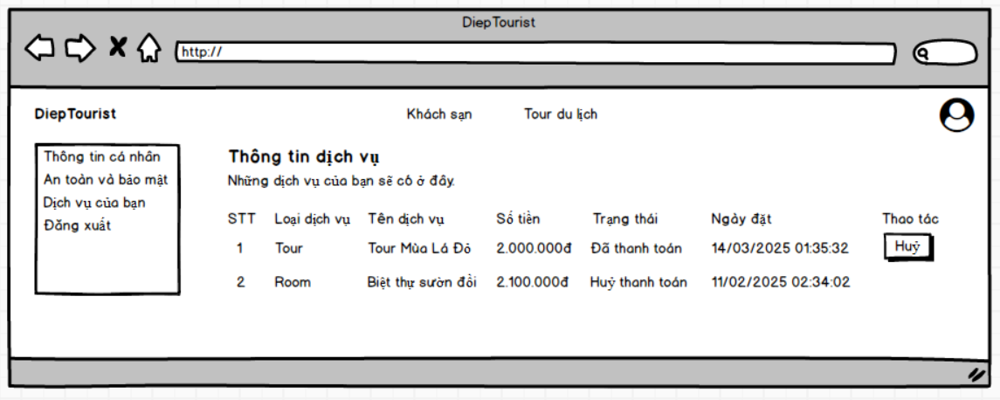 DiepTourist
http://
DiepTourist Khách sạn Tour du lịch
Thông tin cá nhân
An toàn và bảo mật
Dịch vụ của bạn
Đăng xuất
Thông tin dịch vụ
Những dịch vụ của bạn sẽ có ở đây.
STT Loại dịch vụ Tên dịch vụ Số tiền Trạng thái Ngày đặt Thao tác
1 Tour Tour Mùa Lá Đỏ 2.000.000đ Đã thanh toán 14/03/2025 01:35:32 Huỷ
2 Room Biệt thự sườn đồi 2.100.000đ Huỷ thanh toán 11/02/2025 02:34:02